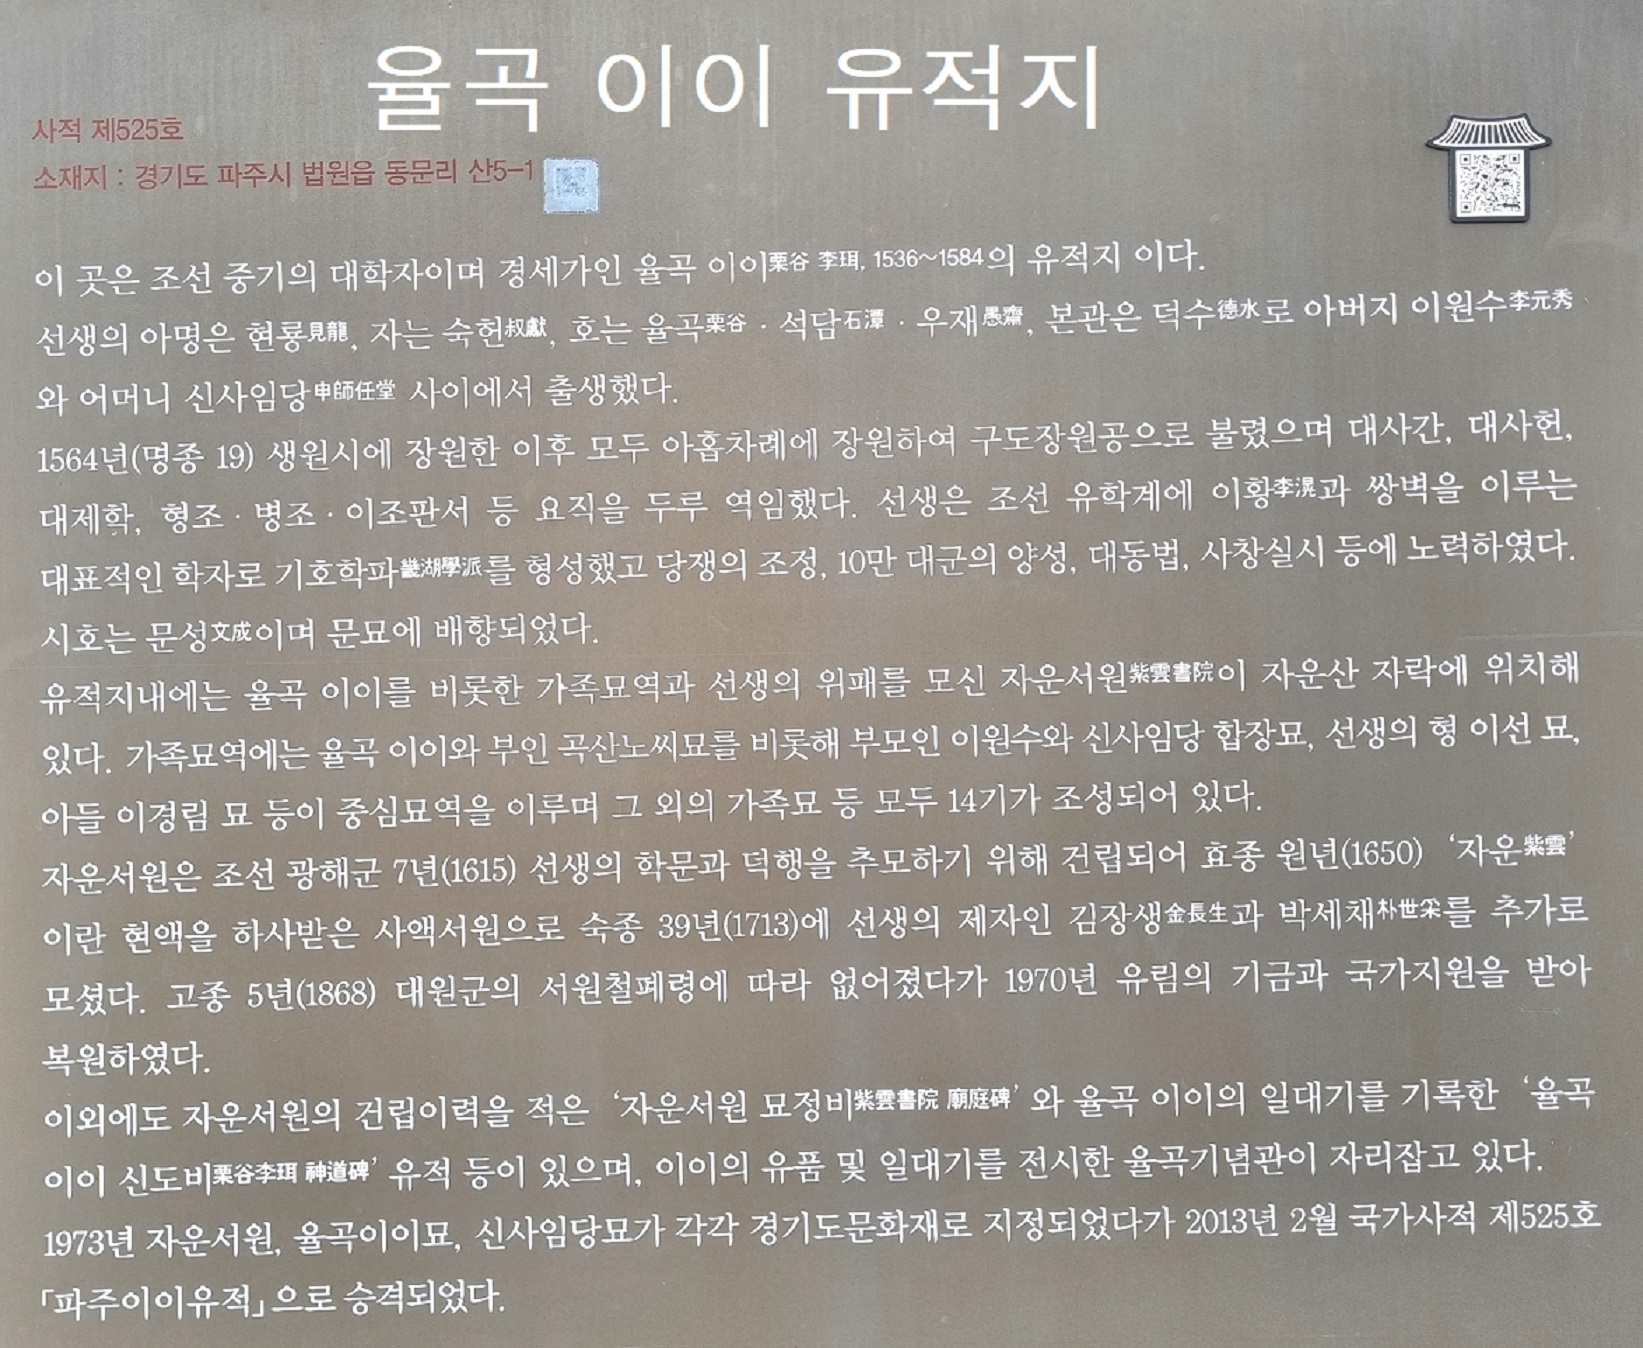 율곡 이이 유적지
사적 제525호
소재지 : 경기도 파주시 법원읍 동문리 산5-1
이 곳은 조선 중기의 대학자이며 경세가인 율곡 이이栗谷 李珥, 1536~1584의 유적지 이다.
선생의 아명은 현룡見龍, 자는 숙헌叔獻, 호는 율곡栗谷 · 석담石潭 · 우재愚齋, 본관은 덕수德水로 아버지 이원수李元秀
와 어머니 신사임당申師任堂 사이에서 출생했다.
1564년(명종 19) 생원시에 장원한 이후 모두 아홉차례에 장원하여 구도장원공으로 불렸으며 대사간, 대사헌,
대제학, 형조 · 병조 · 이조판서 등 요직을 두루 역임했다. 선생은 조선 유학계에 이황李滉과 쌍벽을 이루는
대표적인 학자로 기호학파畿湖學派를 형성했고 당쟁의 조정, 10만 대군의 양성, 대동법, 사창실시 등에 노력하였다.
시호는 문성文成이며 문묘에 배향되었다.
유적지내에는 율곡 이이를 비롯한 가족묘역과 선생의 위패를 모신 자운서원紫雲書院이 자운산 자락에 위치해
있다. 가족묘역에는 율곡 이이와 부인 곡산노씨묘를 비롯해 부모인 이원수와 신사임당 합장묘, 선생의 형 이선 묘,
아들 이경림 묘 등이 중심묘역을 이루며 그 외의 가족묘 등 모두 14기가 조성되어 있다.
자운서원은 조선 광해군 7년(1615) 선생의 학문과 덕행을 추모하기 위해 건립되어 효종 원년(1650) ‘자운紫雲’
이란 현액을 하사받은 사액서원으로 숙종 39년(1713)에 선생의 제자인 김장생金長生과 박세채朴世采를 추가로
모셨다. 고종 5년(1868) 대원군의 서원철폐령에 따라 없어졌다가 1970년 유림의 기금과 국가지원을 받아
복원하였다.
이외에도 자운서원의 건립이력을 적은 ‘자운서원 묘정비紫雲書院 廟庭碑’ 와 율곡 이이의 일대기를 기록한 ‘율곡
이이 신도비栗谷李珥 神道碑’ 유적 등이 있으며, 이이의 유품 및 일대기를 전시한 율곡기념관이 자리잡고 있다.
1973년 자운서원, 율곡이이묘, 신사임당묘가 각각 경기도문화재로 지정되었다가 2013년 2월 국가사적 제525호
「파주이이유적」으로 승격되었다.